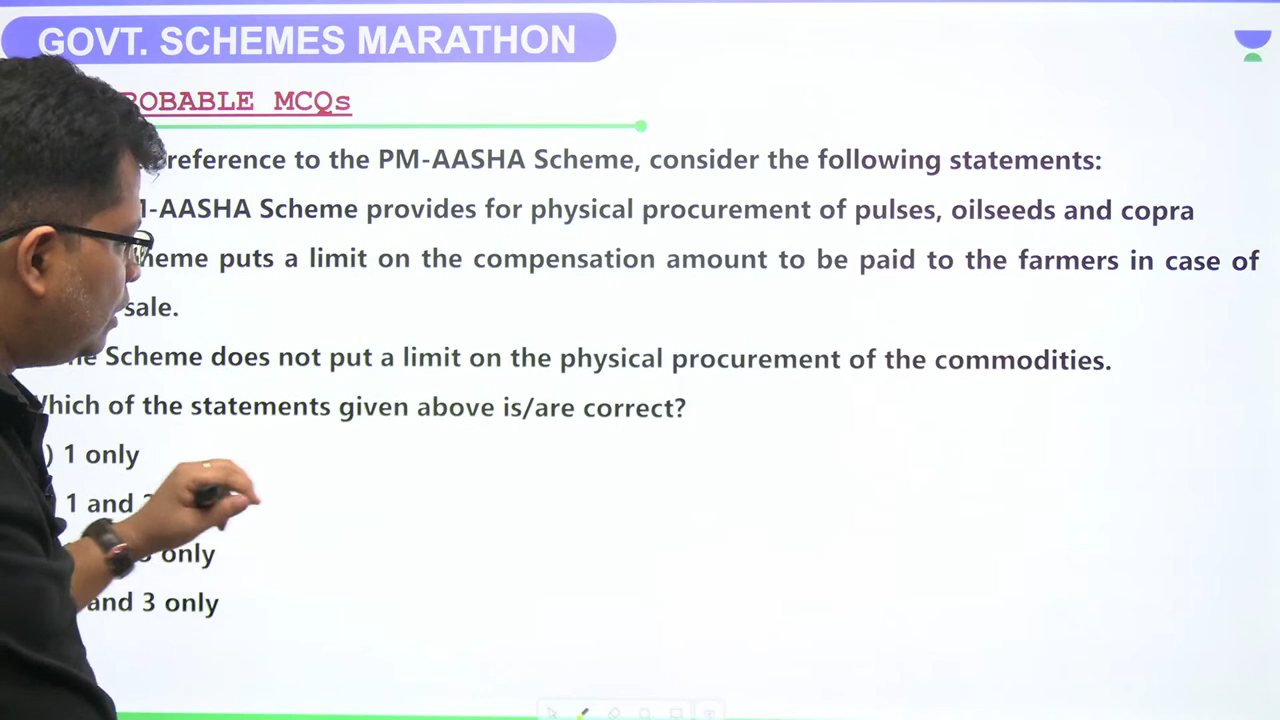 GOVT. SCHEMES MARATHON
ROBABLE MCQs
reference to the PM-AASHA Scheme, consider the following statements:
M-AASHA Scheme provides for physical procurement of pulses, oilseeds and copra
heme puts a limit on the compensation amount to be paid to the farmers in case of
sale.
Scheme does not put a limit on the physical procurement of the commodities.
Which of the statements given above is/are correct?
) 1 only
1 and
only
and 3 only